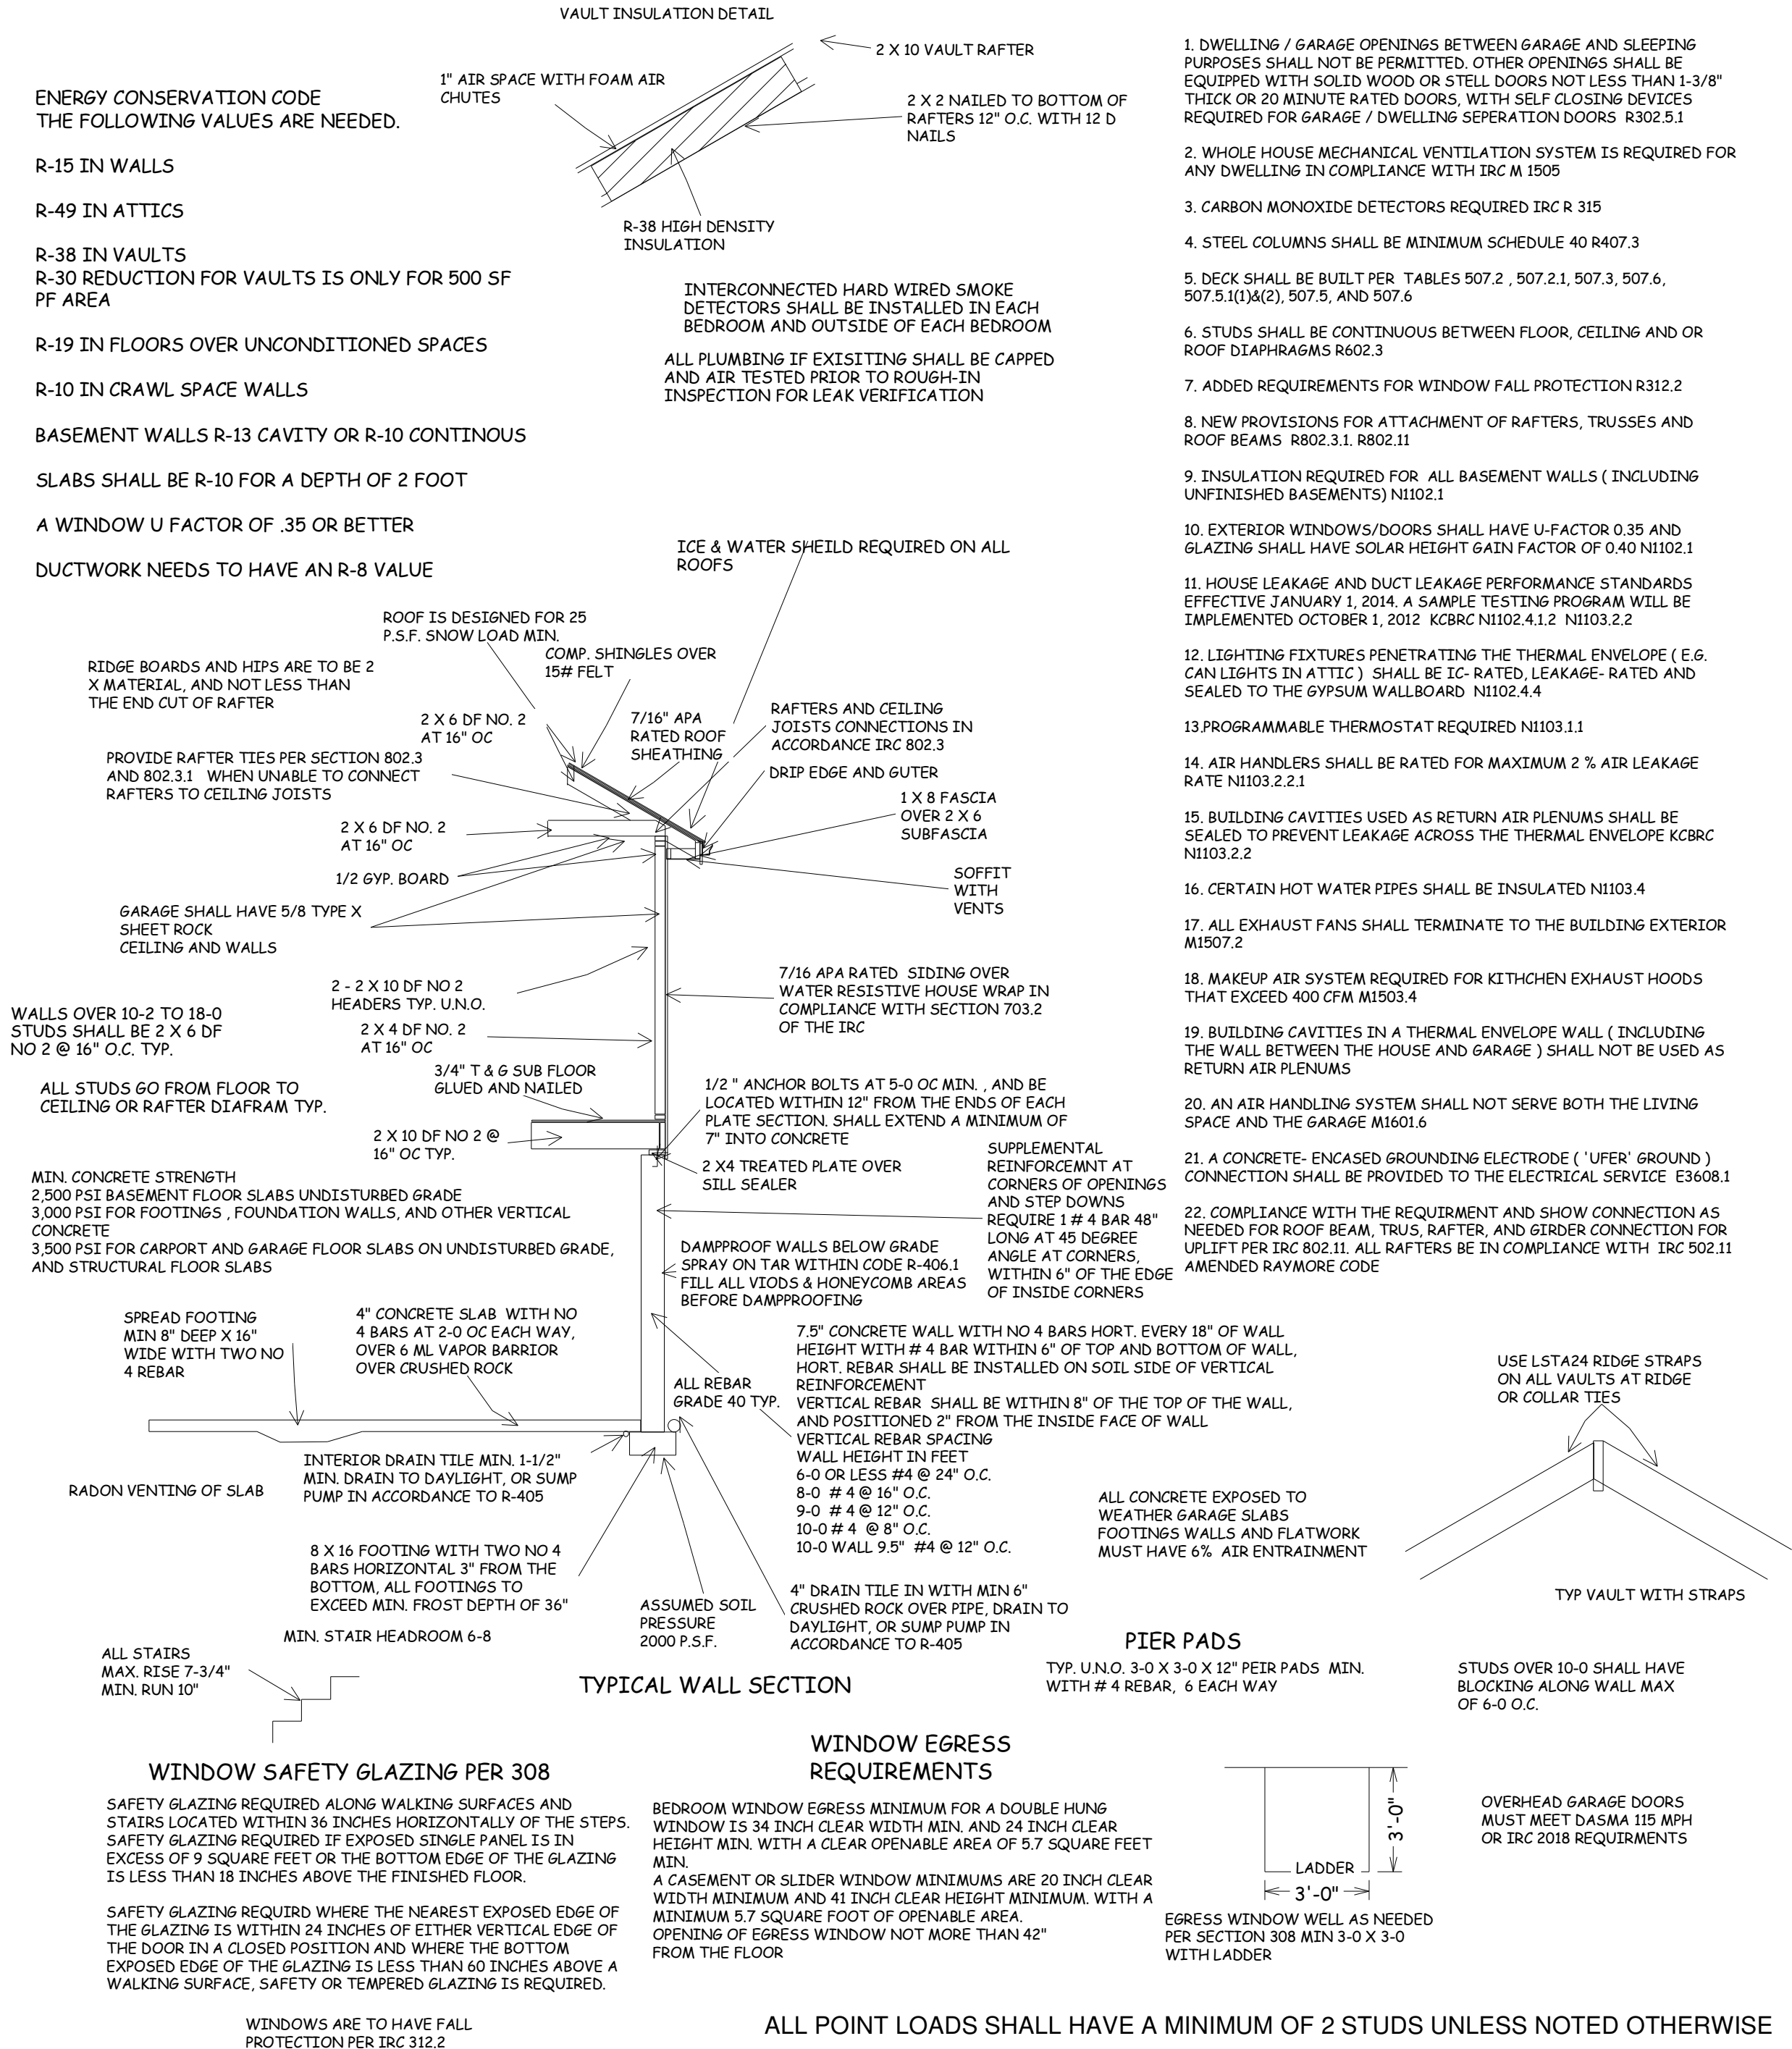 VAULT INSULATION DETAIL
2 X 10 VAULT RAFTER
1" AIR SPACE WITH FOAM AIR
CHUTES
2 X 2 NAILED TO BOTTOM OF
RAFTERS 12" O.C. WITH 12 D
NAILS
R-38 HIGH DENSITY
INSULATION
ENERGY CONSERVATION CODE
THE FOLLOWING VALUES ARE NEEDED.
R-15 IN WALLS
R-49 IN ATTICS
R-38 IN VAULTS
R-30 REDUCTION FOR VAULTS IS ONLY FOR 500 SF
PF AREA
R-19 IN FLOORS OVER UNCONDITIONED SPACES
R-10 IN CRAWL SPACE WALLS
BASEMENT WALLS R-13 CAVITY OR R-10 CONTINOUS
SLABS SHALL BE R-10 FOR A DEPTH OF 2 FOOT
A WINDOW U FACTOR OF .35 OR BETTER
DUCTWORK NEEDS TO HAVE AN R-8 VALUE
INTERCONNECTED HARD WIRED SMOKE
DETECTORS SHALL BE INSTALLED IN EACH
BEDROOM AND OUTSIDE OF EACH BEDROOM
ALL PLUMBING IF EXISITING SHALL BE CAPPED
AND AIR TESTED PRIOR TO ROUGH-IN
INSPECTION FOR LEAK VERIFICATION
ICE & WATER SHEILD REQUIRED ON ALL
ROOFS
ROOF IS DESIGNED FOR 25
P.S.F. SNOW LOAD MIN.
COMP. SHINGLES OVER
15# FELT
RIDGE BOARDS AND HIPS ARE TO BE 2
X MATERIAL, AND NOT LESS THAN
THE END CUT OF RAFTER
2 X 6 DF NO. 2
AT 16" OC
7/16" APA
RATED ROOF
SHEATHING
RAFTERS AND CEILING
JOISTS CONNECTIONS IN
ACCORDANCE IRC 802.3
PROVIDE RAFTER TIES PER SECTION 802.3
AND 802.3.1 WHEN UNABLE TO CONNECT
RAFTERS TO CEILING JOISTS
DRIP EDGE AND GUTER
1 X 8 FASCIA
OVER 2 X 6
SUBFASCIA
2 X 6 DF NO. 2
AT 16" OC
1/2 GYP. BOARD
SOFFIT
WITH
VENTS
GARAGE SHALL HAVE 5/8 TYPE X
SHEET ROCK
CEILING AND WALLS
2 - 2 X 10 DF NO 2
HEADERS TYP. U.N.O.
7/16 APA RATED SIDING OVER
WATER RESISTIVE HOUSE WRAP IN
COMPLIANCE WITH SECTION 703.2
OF THE IRC
WALLS OVER 10-2 TO 18-0
STUDS SHALL BE 2 X 6 DF
NO 2 @ 16" O.C. TYP.
2 X 4 DF NO. 2
AT 16" OC
3/4" T & G SUB FLOOR
GLUED AND NAILED
ALL STUDS GO FROM FLOOR TO
CEILING OR RAFTER DIAFRAM TYP.
1/2 " ANCHOR BOLTS AT 5-0 OC MIN. , AND BE
LOCATED WITHIN 12" FROM THE ENDS OF EACH
PLATE SECTION. SHALL EXTEND A MINIMUM OF
7" INTO CONCRETE
2 X 10 DF NO 2 @
16" OC TYP.
2 X4 TREATED PLATE OVER
SILL SEALER
SUPPLEMENTAL
REINFORCEMNT AT
CORNERS OF OPENINGS
AND STEP DOWNS
REQUIRE 1 # 4 BAR 48"
LONG AT 45 DEGREE
ANGLE AT CORNERS,
WITHIN 6" OF THE EDGE
OF INSIDE CORNERS
MIN. CONCRETE STRENGTH
2,500 PSI BASEMENT FLOOR SLABS UNDISTURBED GRADE
3,000 PSI FOR FOOTINGS , FOUNDATION WALLS, AND OTHER VERTICAL
CONCRETE
3,500 PSI FOR CARPORT AND GARAGE FLOOR SLABS ON UNDISTURBED GRADE,
AND STRUCTURAL FLOOR SLABS
DAMPPROOF WALLS BELOW GRADE
SPRAY ON TAR WITHIN CODE R-406.1
FILL ALL VIODS & HONEYCOMB AREAS
BEFORE DAMPPROOFING
SPREAD FOOTING
MIN 8" DEEP X 16"
WIDE WITH TWO NO
4 REBAR
4" CONCRETE SLAB WITH NO
4 BARS AT 2-0 OC EACH WAY,
OVER 6 ML VAPOR BARRIOR
OVER CRUSHED ROCK
ALL REBAR
GRADE 40 TYP.
7.5" CONCRETE WALL WITH NO 4 BARS HORT. EVERY 18" OF WALL
HEIGHT WITH # 4 BAR WITHIN 6" OF TOP AND BOTTOM OF WALL,
HORT. REBAR SHALL BE INSTALLED ON SOIL SIDE OF VERTICAL
REINFORCEMENT
VERTICAL REBAR SHALL BE WITHIN 8" OF THE TOP OF THE WALL,
AND POSITIONED 2" FROM THE INSIDE FACE OF WALL
VERTICAL REBAR SPACING
WALL HEIGHT IN FEET
6-0 OR LESS #4 @ 24" O.C.
8-0 # 4 @ 16" O.C.
9-0 # 4 @ 12" O.C.
10-0 # 4 @ 8" O.C.
10-0 WALL 9.5" #4 @ 12" O.C.
INTERIOR DRAIN TILE MIN. 1-1/2"
MIN. DRAIN TO DAYLIGHT, OR SUMP
PUMP IN ACCORDANCE TO R-405
RADON VENTING OF SLAB
8 X 16 FOOTING WITH TWO NO 4
BARS HORIZONTAL 3" FROM THE
BOTTOM, ALL FOOTINGS TO
EXCEED MIN. FROST DEPTH OF 36"
ASSUMED SOIL
PRESSURE
2000 P.S.F.
4" DRAIN TILE IN WITH MIN 6"
CRUSHED ROCK OVER PIPE, DRAIN TO
DAYLIGHT, OR SUMP PUMP IN
ACCORDANCE TO R-405
MIN. STAIR HEADROOM 6-8
ALL STAIRS
MAX. RISE 7-3/4"
MIN. RUN 10"
TYPICAL WALL SECTION
1. DWELLING / GARAGE OPENINGS BETWEEN GARAGE AND SLEEPING
PURPOSES SHALL NOT BE PERMITTED. OTHER OPENINGS SHALL BE
EQUIPPED WITH SOLID WOOD OR STELL DOORS NOT LESS THAN 1-3/8"
THICK OR 20 MINUTE RATED DOORS, WITH SELF CLOSING DEVICES
REQUIRED FOR GARAGE / DWELLING SEPERATION DOORS R302.5.1
2. WHOLE HOUSE MECHANICAL VENTILATION SYSTEM IS REQUIRED FOR
ANY DWELLING IN COMPLIANCE WITH IRC M 1505
3. CARBON MONOXIDE DETECTORS REQUIRED IRC R 315
4. STEEL COLUMNS SHALL BE MINIMUM SCHEDULE 40 R407.3
5. DECK SHALL BE BUILT PER TABLES 507.2 , 507.2.1, 507.3, 507.6,
507.5.1(1)&(2), 507.5, AND 507.6
6. STUDS SHALL BE CONTINUOUS BETWEEN FLOOR, CEILING AND OR
ROOF DIAPHRAGMS R602.3
7. ADDED REQUIREMENTS FOR WINDOW FALL PROTECTION R312.2
8. NEW PROVISIONS FOR ATTACHMENT OF RAFTERS, TRUSSES AND
ROOF BEAMS R802.3.1. R802.11
9. INSULATION REQUIRED FOR ALL BASEMENT WALLS ( INCLUDING
UNFINISHED BASEMENTS) N1102.1
10. EXTERIOR WINDOWS/DOORS SHALL HAVE U-FACTOR 0.35 AND
GLAZING SHALL HAVE SOLAR HEIGHT GAIN FACTOR OF 0.40 N1102.1
11. HOUSE LEAKAGE AND DUCT LEAKAGE PERFORMANCE STANDARDS
EFFECTIVE JANUARY 1, 2014. A SAMPLE TESTING PROGRAM WILL BE
IMPLEMENTED OCTOBER 1, 2012 KCBRC N1102.4.1.2 N1103.2.2
12. LIGHTING FIXTURES PENETRATING THE THERMAL ENVELOPE ( E.G.
CAN LIGHTS IN ATTIC ) SHALL BE IC- RATED, LEAKAGE- RATED AND
SEALED TO THE GYPSUM WALLBOARD N1102.4.4
13.PROGRAMMABLE THERMOSTAT REQUIRED N1103.1.1
14. AIR HANDLERS SHALL BE RATED FOR MAXIMUM 2 % AIR LEAKAGE
RATE N1103.2.2.1
15. BUILDING CAVITIES USED AS RETURN AIR PLENUMS SHALL BE
SEALED TO PREVENT LEAKAGE ACROSS THE THERMAL ENVELOPE KCBRC
N1103.2.2
16. CERTAIN HOT WATER PIPES SHALL BE INSULATED N1103.4
17. ALL EXHAUST FANS SHALL TERMINATE TO THE BUILDING EXTERIOR
M1507.2
18. MAKEUP AIR SYSTEM REQUIRED FOR KITHCHEN EXHAUST HOODS
THAT EXCEED 400 CFM M1503.4
19. BUILDING CAVITIES IN A THERMAL ENVELOPE WALL ( INCLUDING
THE WALL BETWEEN THE HOUSE AND GARAGE ) SHALL NOT BE USED AS
RETURN AIR PLENUMS
20. AN AIR HANDLING SYSTEM SHALL NOT SERVE BOTH THE LIVING
SPACE AND THE GARAGE M1601.6
21. A CONCRETE- ENCASED GROUNDING ELECTRODE ( 'UFER' GROUND )
CONNECTION SHALL BE PROVIDED TO THE ELECTRICAL SERVICE E3608.1
22. COMPLIANCE WITH THE REQUIRMENT AND SHOW CONNECTION AS
NEEDED FOR ROOF BEAM, TRUS, RAFTER, AND GIRDER CONNECTION FOR
UPLIFT PER IRC 802.11. ALL RAFTERS BE IN COMPLIANCE WITH IRC 502.11
AMENDED RAYMORE CODE
USE LSTA24 RIDGE STRAPS
ON ALL VAULTS AT RIDGE
OR COLLAR TIES
ALL CONCRETE EXPOSED TO
WEATHER GARAGE SLABS
FOOTINGS WALLS AND FLATWORK
MUST HAVE 6% AIR ENTRAINMENT
TYP VAULT WITH STRAPS
PIER PADS
TYP. U.N.O. 3-0 X 3-0 X 12" PEIR PADS MIN.
WITH # 4 REBAR, 6 EACH WAY
STUDS OVER 10-0 SHALL HAVE
BLOCKING ALONG WALL MAX
OF 6-0 O.C.
WINDOW SAFETY GLAZING PER 308
SAFETY GLAZING REQUIRED ALONG WALKING SURFACES AND
STAIRS LOCATED WITHIN 36 INCHES HORIZONTALLY OF THE STEPS.
SAFETY GLAZING REQUIRED IF EXPOSED SINGLE PANEL IS IN
EXCESS OF 9 SQUARE FEET OR THE BOTTOM EDGE OF THE GLAZING
IS LESS THAN 18 INCHES ABOVE THE FINISHED FLOOR.
SAFETY GLAZING REQUIRD WHERE THE NEAREST EXPOSED EDGE OF
THE GLAZING IS WITHIN 24 INCHES OF EITHER VERTICAL EDGE OF
THE DOOR IN A CLOSED POSITION AND WHERE THE BOTTOM
EXPOSED EDGE OF THE GLAZING IS LESS THAN 60 INCHES ABOVE A
WALKING SURFACE, SAFETY OR TEMPERED GLAZING IS REQUIRED.
WINDOWS ARE TO HAVE FALL
PROTECTION PER IRC 312.2
WINDOW EGRESS
REQUIREMENTS
BEDROOM WINDOW EGRESS MINIMUM FOR A DOUBLE HUNG
WINDOW IS 34 INCH CLEAR WIDTH MIN. AND 24 INCH CLEAR
HEIGHT MIN. WITH A CLEAR OPENABLE AREA OF 5.7 SQUARE FEET
MIN.
A CASEMENT OR SLIDER WINDOW MINIMUMS ARE 20 INCH CLEAR
WIDTH MINIMUM AND 41 INCH CLEAR HEIGHT MINIMUM. WITH A
MINIMUM 5.7 SQUARE FOOT OF OPENABLE AREA.
OPENING OF EGRESS WINDOW NOT MORE THAN 42"
FROM THE FLOOR
3'-0"
LADDER
3'-0"
EGRESS WINDOW WELL AS NEEDED
PER SECTION 308 MIN 3-0 X 3-0
WITH LADDER
OVERHEAD GARAGE DOORS
MUST MEET DASMA 115 MPH
OR IRC 2018 REQUIRMENTS
ALL POINT LOADS SHALL HAVE A MINIMUM OF 2 STUDS UNLESS NOTED OTHERWISE